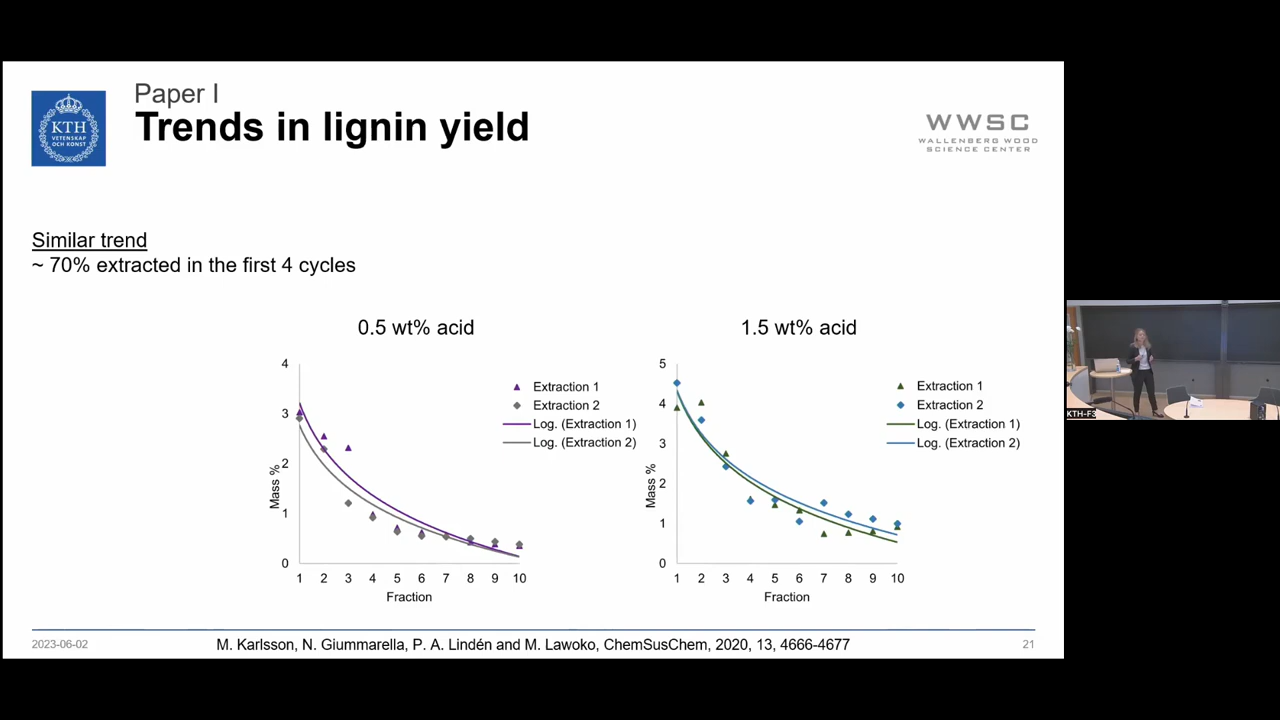 Paper I
Trends in lignin yield
KTH
VETENSKAP
OCH KONST
WWSC
WALLENBERG WOOD
SCIENCE CENTER
Similar trend
~ 70% extracted in the first 4 cycles
0.5 wt% acid
4
3
2
1
0
Mass %
1 2 3 4 5 6 7 8 9 10
Fraction
Extraction 1
Extraction 2
Log. (Extraction 1)
Log. (Extraction 2)
1.5 wt% acid
5
4
3
2
1
0
Mass %
1 2 3 4 5 6 7 8 9 10
Fraction
Extraction 1
Extraction 2
Log. (Extraction 1)
Log. (Extraction 2)
KTH-F3
2023-06-02
M. Karlsson, N. Giummarella, P. A. Lindén and M. Lawoko, ChemSusChem, 2020, 13, 4666-4677
21